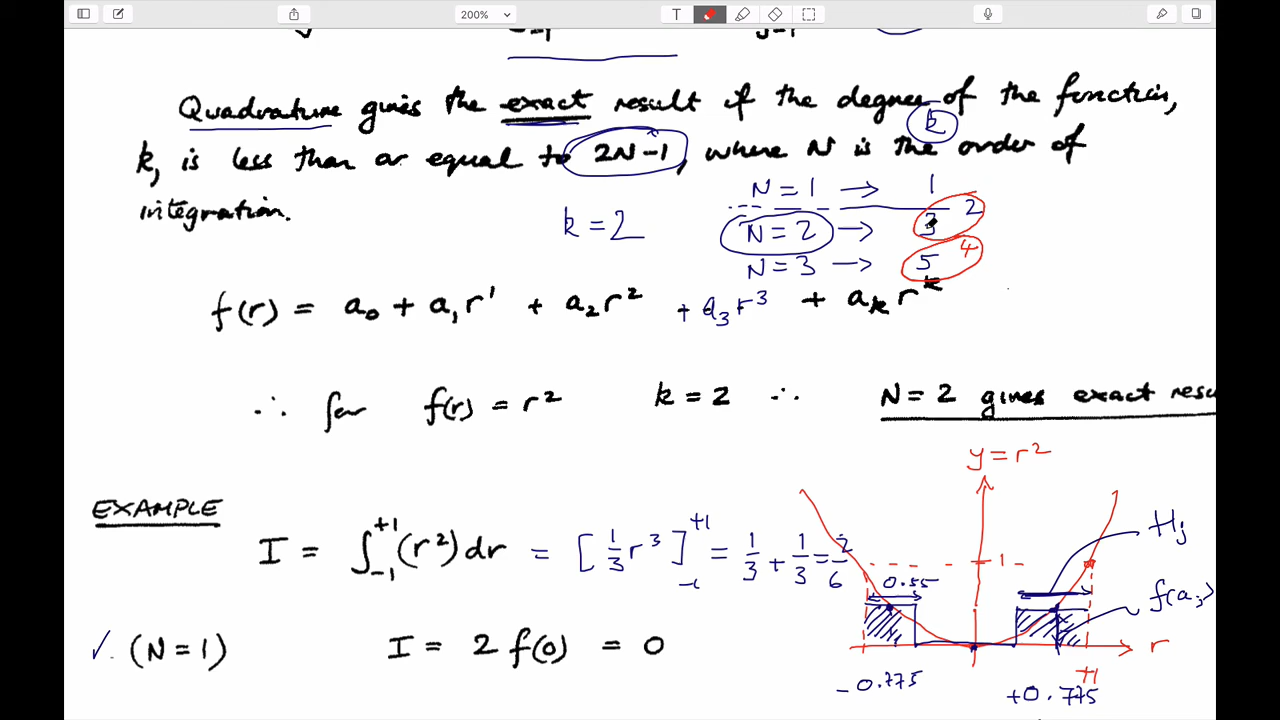 200%
T
Quadrature gives the exact result if the degree of the function,
k
k, is less than or equal to 2N-1, where N is the order of
integration.
N = 1 → 1
k = 2
N = 2 → 3 2
N = 3 → 5 4
f(r) = a₀ + a₁r¹ + a₂r² + a₃r³ + aₖrᵏ
∴ for f(r) = r² k = 2 ∴ N = 2 gives exact resu
y = r²
EXAMPLE
I = ∫₋₁⁺¹ (r²) dr = [1/3 r³]₋₁⁺¹ = 1/3 + 1/3 = 2/6
1
Hj
0.55
f(aj)
✓. (N = 1) I = 2 f(0) = 0
r
+1
-0.775
+0.775